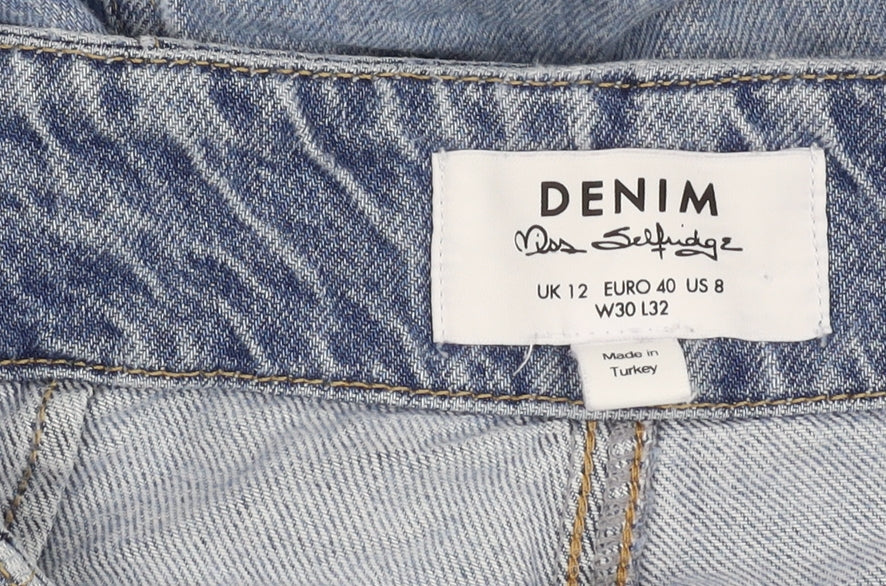 DENIM
Miss Selfridge
UK 12 EURO 40 US 8
W30 L32
Made in
Turkey